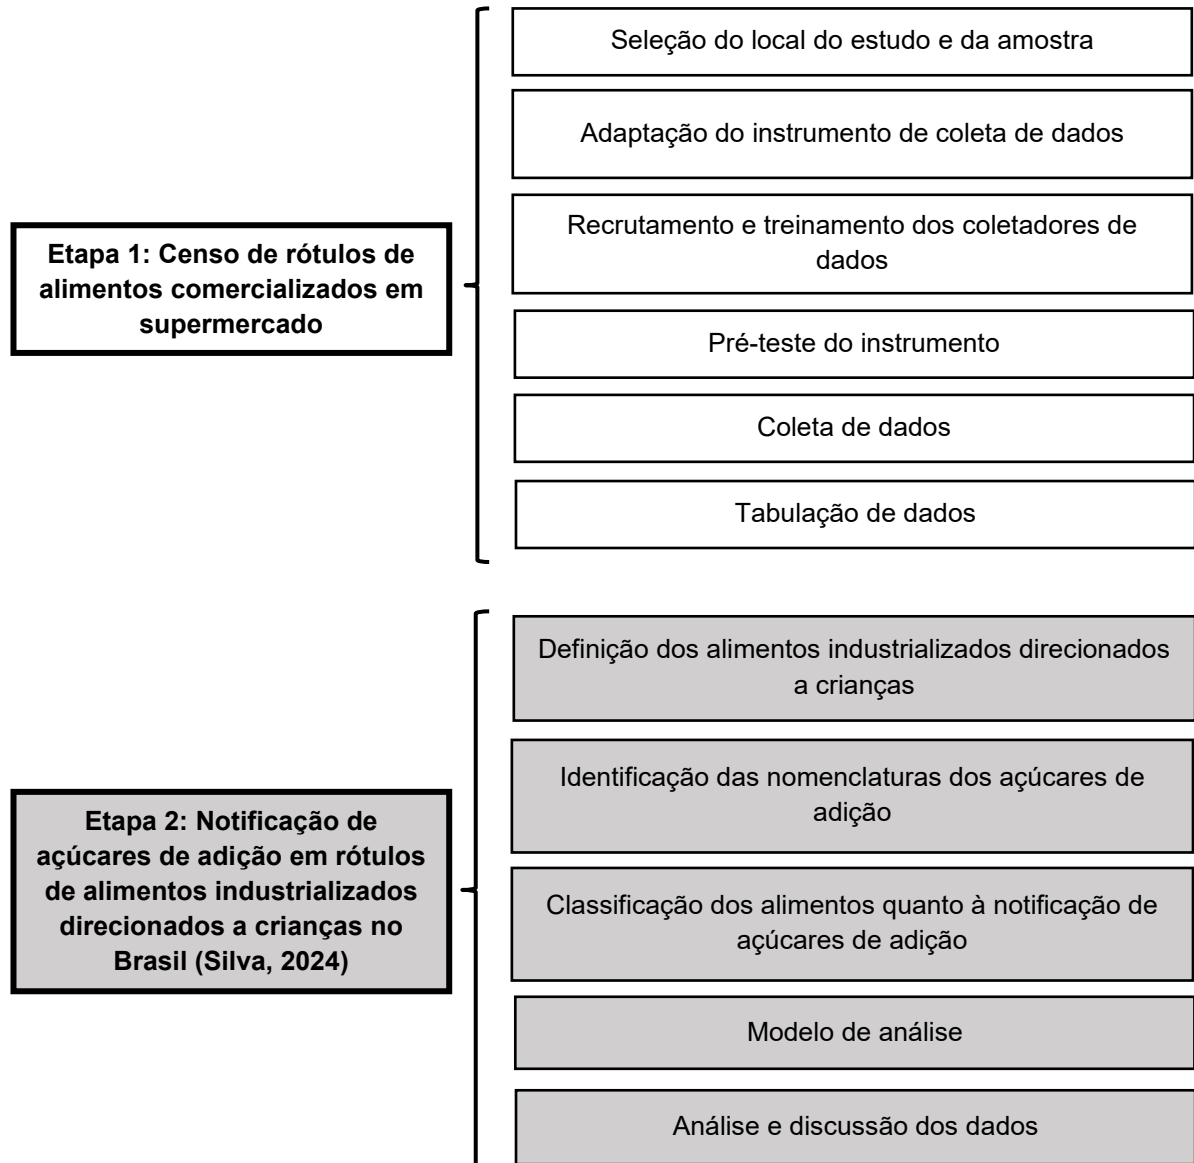 Seleção do local do estudo e da amostra
Adaptação do instrumento de coleta de dados
Recrutamento e treinamento dos coletadores de
dados
Etapa 1: Censo de rótulos de
alimentos comercializados em
supermercado
Pré-teste do instrumento
Coleta de dados
Tabulação de dados
Definição dos alimentos industrializados direcionados
a crianças
Identificação das nomenclaturas dos açúcares de
adição
Etapa 2: Notificação de
açúcares de adição em rótulos
de alimentos industrializados
direcionados a crianças no
Brasil (Silva, 2024)
Classificação dos alimentos quanto à notificação de
açúcares de adição
Modelo de análise
Análise e discussão dos dados